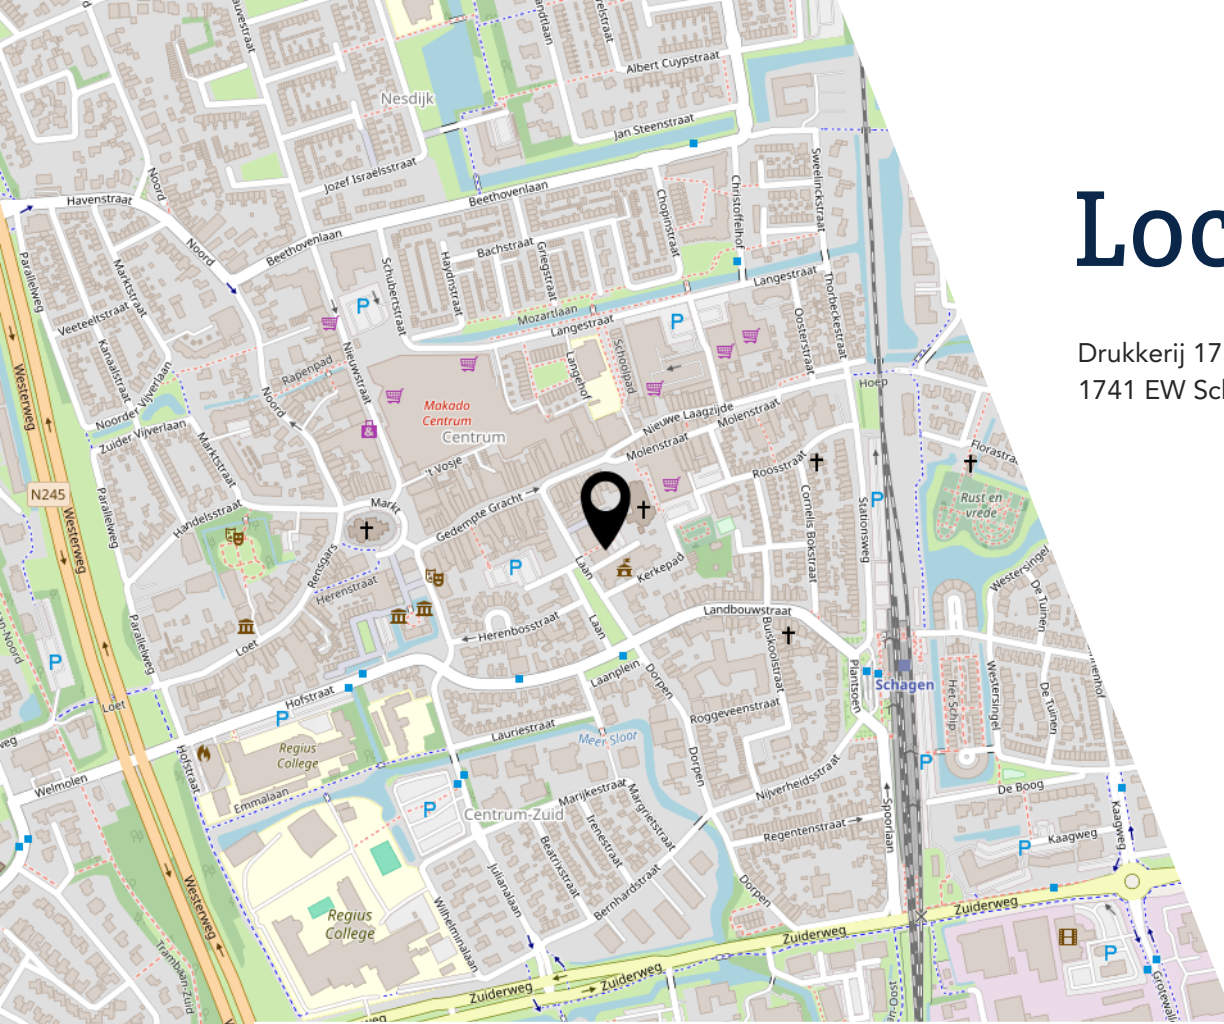 Albert Cuypstraat
Nesdijk
Jan Steenstraat
Jozef Israëlsstraat
Noord
Havenstraat
Beethovenlaan
Sweelinckstraat
Christoffelhof
Chopinstraat
Noord
Beethovenlaan
Bachstraat
Griegstraat
Haydnstraat
Schubertstraat
Parallelweg
Marktstraat
Langestraat
Thorbeckestraat
Veeteeltstraat
Mozartlaan
Langestraat
Oosterstraat
Kanaalstraat
Nieuwstraat
Rapenpad
Langehof
Schoolpad
Westerweg
Noorder Vijverlaan
Noord
Hoep
Makado
Centrum
Centrum
Nieuwe Laagzijde
Molenstraat
Zuider Vijverlaan
Molenstraat
Marktstraat
't Vosje
Roosstraat
Florastraat
N245
Markt
Gedempte Gracht
Cornelis Bokstraat
Stationsweg
Rust en
vrede
Parallelweg
Westerweg
Handelsstraat
Rensgars
Laan
Kerkepad
Westersingel
De Tuinen
Herenstraat
Landbouwstraat
Laan
Herenbosstraat
Buiskoolstraat
Parallelweg
Loet
Laanplein
Dorpen
Plantsoen
Schagen
Het Schip
Westersingel
De Tuinen
Hofstraat
Loet
Roggeveenstraat
Lauriestraat
Meer Sloot
Regius
College
Hofstraat
Dorpen
Welmolen
Emmalaan
Nijverheidsstraat
De Boog
Marijkestraat
Margrietstraat
Centrum-Zuid
Regentenstraat
Spoorlaan
Kaagweg
Kaagweg
Irenestraat
Beatrixstraat
Julianalaan
Bernhardstraat
Dorpen
Westerweg
Wilhelminalaan
Regius
College
Zuiderweg
Zuiderweg
Trambaan-Zuid
Zuiderweg
Zuiderweg
Loc
Drukkerij 17
1741 EW Sch